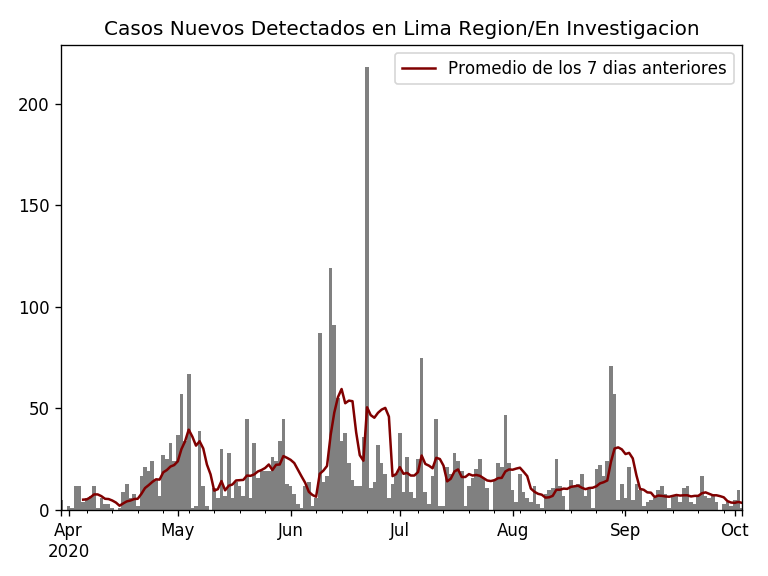 Casos Nuevos Detectados en Lima Region/En Investigacion
Promedio de los 7 dias anteriores
200
150
100
50
0
Apr May Jun Jul Aug Sep Oct
2020